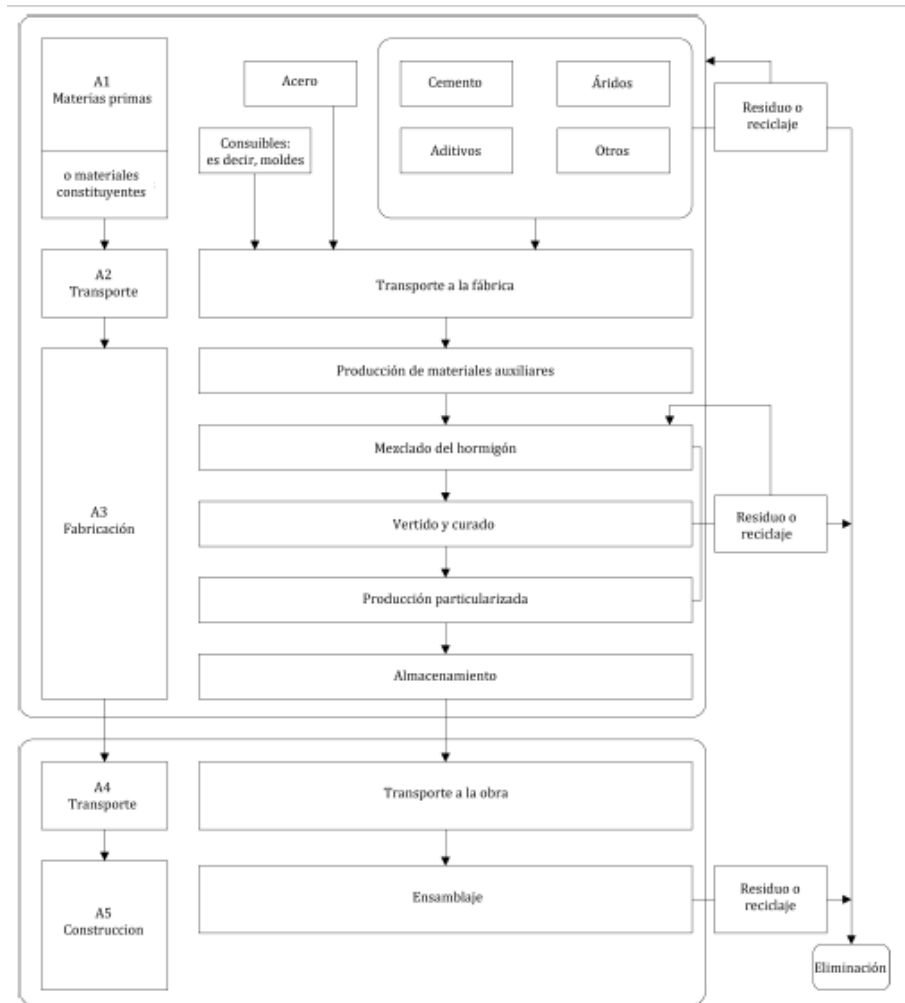 A1
Materias primas
o materiales
constituyentes
Acero
Consuibles:
es decir, moldes
Cemento
Áridos
Aditivos
Otros
Residuo o
reciclaje
A2
Transporte
Transporte a la fábrica
Producción de materiales auxiliares
A3
Fabricación
Mezclado del hormigón
Vertido y curado
Residuo o
reciclaje
Producción particularizada
Almacenamiento
A4
Transporte
Transporte a la obra
A5
Construccion
Ensamblaje
Residuo o
reciclaje
Eliminación